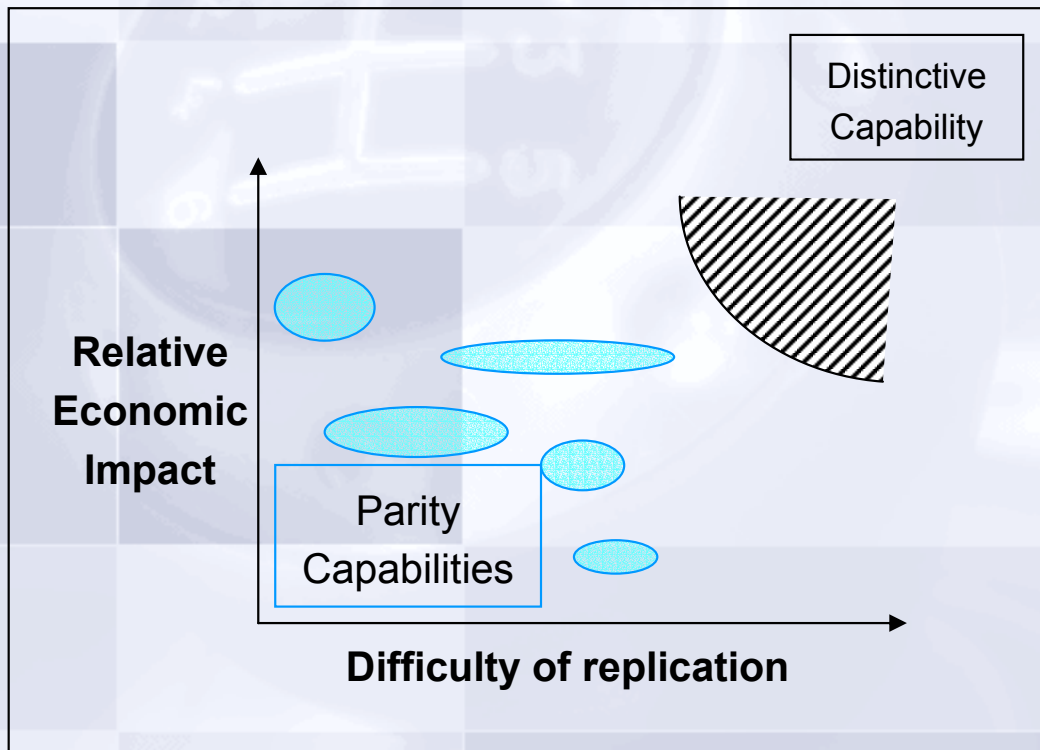 Distinctive
Capability
Relative
Economic
Impact
Parity
Capabilities
Difficulty of replication